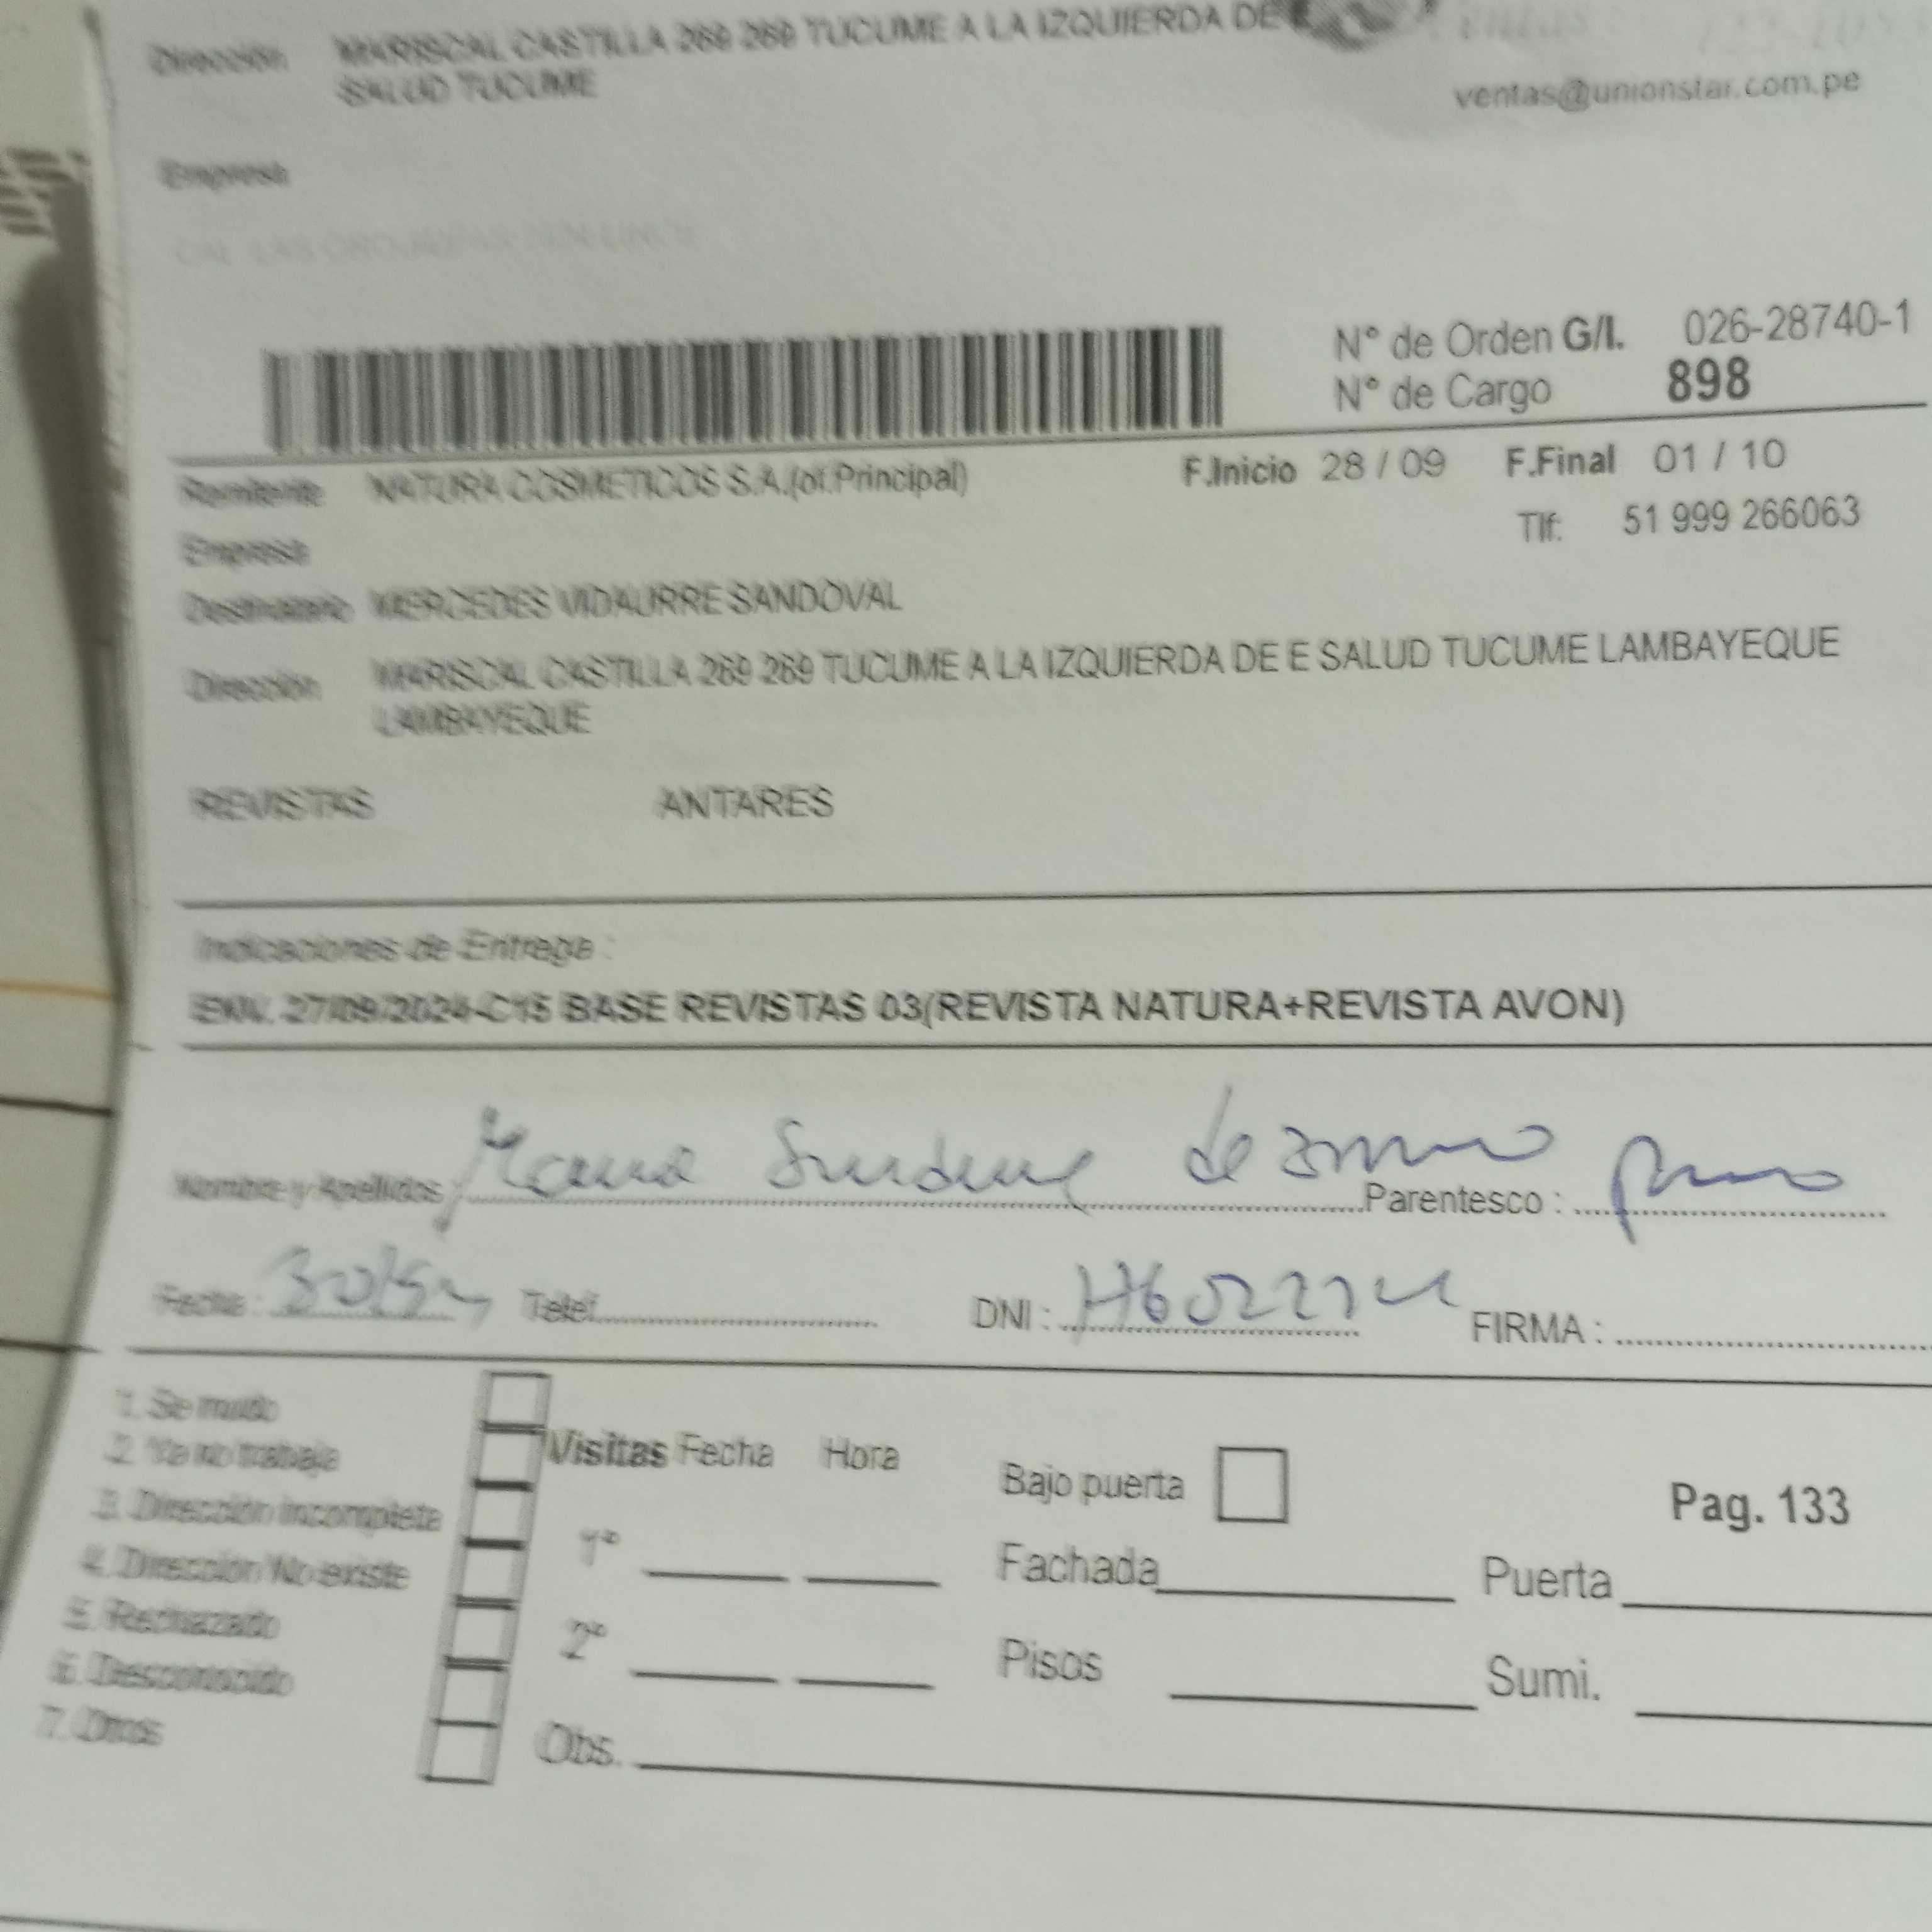 Dirección MARISCAL CASTILLA 269 269 TUCUME A LA IZQUIERDA DE
SALUD TUCUME
ventas@unionstar.com.pe
Empresa
N° de Orden G/I. 026-28740-1
N° de Cargo 898
Remitente NATURA COSMETICOS S.A.(of.Principal) F.Inicio 28 / 09 F.Final 01 / 10
Empresa Tlf: 51 999 266063
Destinatario MERCEDES VIDAURRE SANDOVAL
Dirección MARISCAL CASTILLA 269 269 TUCUME A LA IZQUIERDA DE E SALUD TUCUME LAMBAYEQUE
LAMBAYEQUE
REVISTAS ANTARES
Indicaciones de Entrega :
ENV. 27/09/2024-C15 BASE REVISTAS 03(REVISTA NATURA+REVISTA AVON)
Nombre y Apellidos Parentesco :
Fecha : Telef. DNI : FIRMA :
1. Se mudo
2. Ya no trabaja
3. Dirección incompleta
4. Dirección No existe
5. Rechazado
6. Desconocido
7. Otros
Visitas Fecha Hora
1°
2°
Obs.
Bajo puerta
Pag. 133
Fachada Puerta
Pisos Sumi.